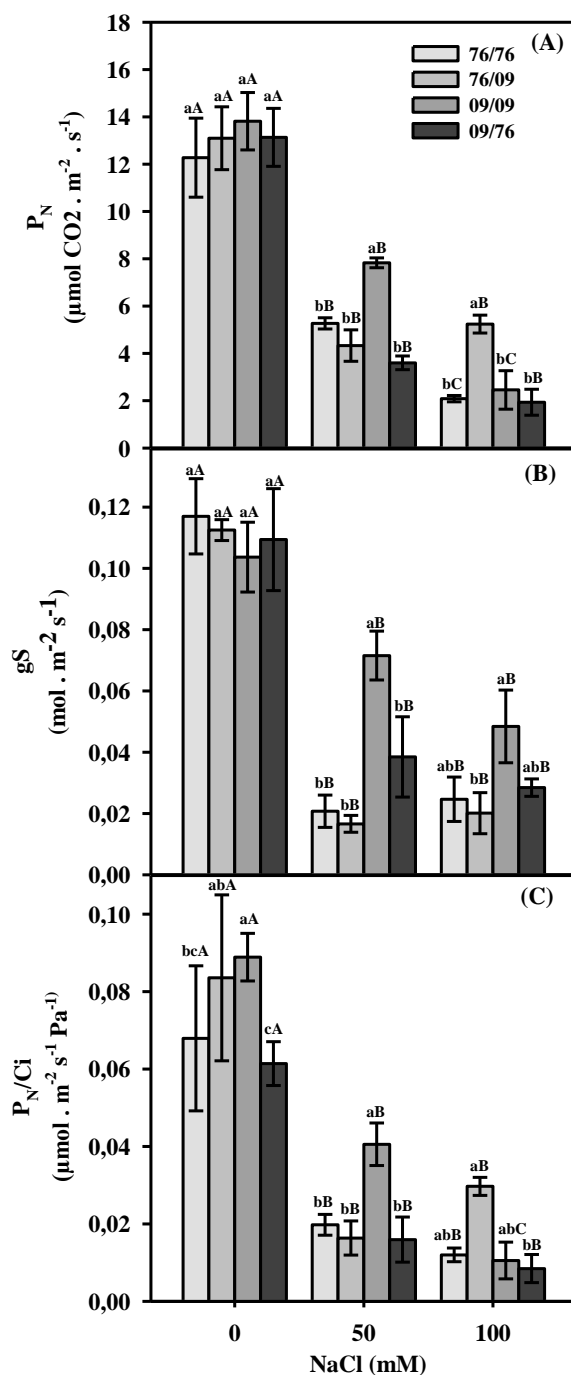 (A)
76/76
76/09
09/09
09/76
18
16
14
12
10
8
6
4
2
0
P_N
(µmol CO2 . m⁻² . s⁻¹)
aA aA aA aA
bB bB aB bB
bC aB bC bB
(B)
0,12
0,10
0,08
0,06
0,04
0,02
0,00
gS
(mol . m⁻² s⁻¹)
aA aA aA aA
bB bB aB bB
abB bB aB abB
(C)
0,10
0,08
0,06
0,04
0,02
0,00
P_N/Ci
(µmol . m⁻² s⁻¹ Pa⁻¹)
bcA abA aA cA
bB bB aB bB
abB aB abC bB
0 50 100
NaCl (mM)